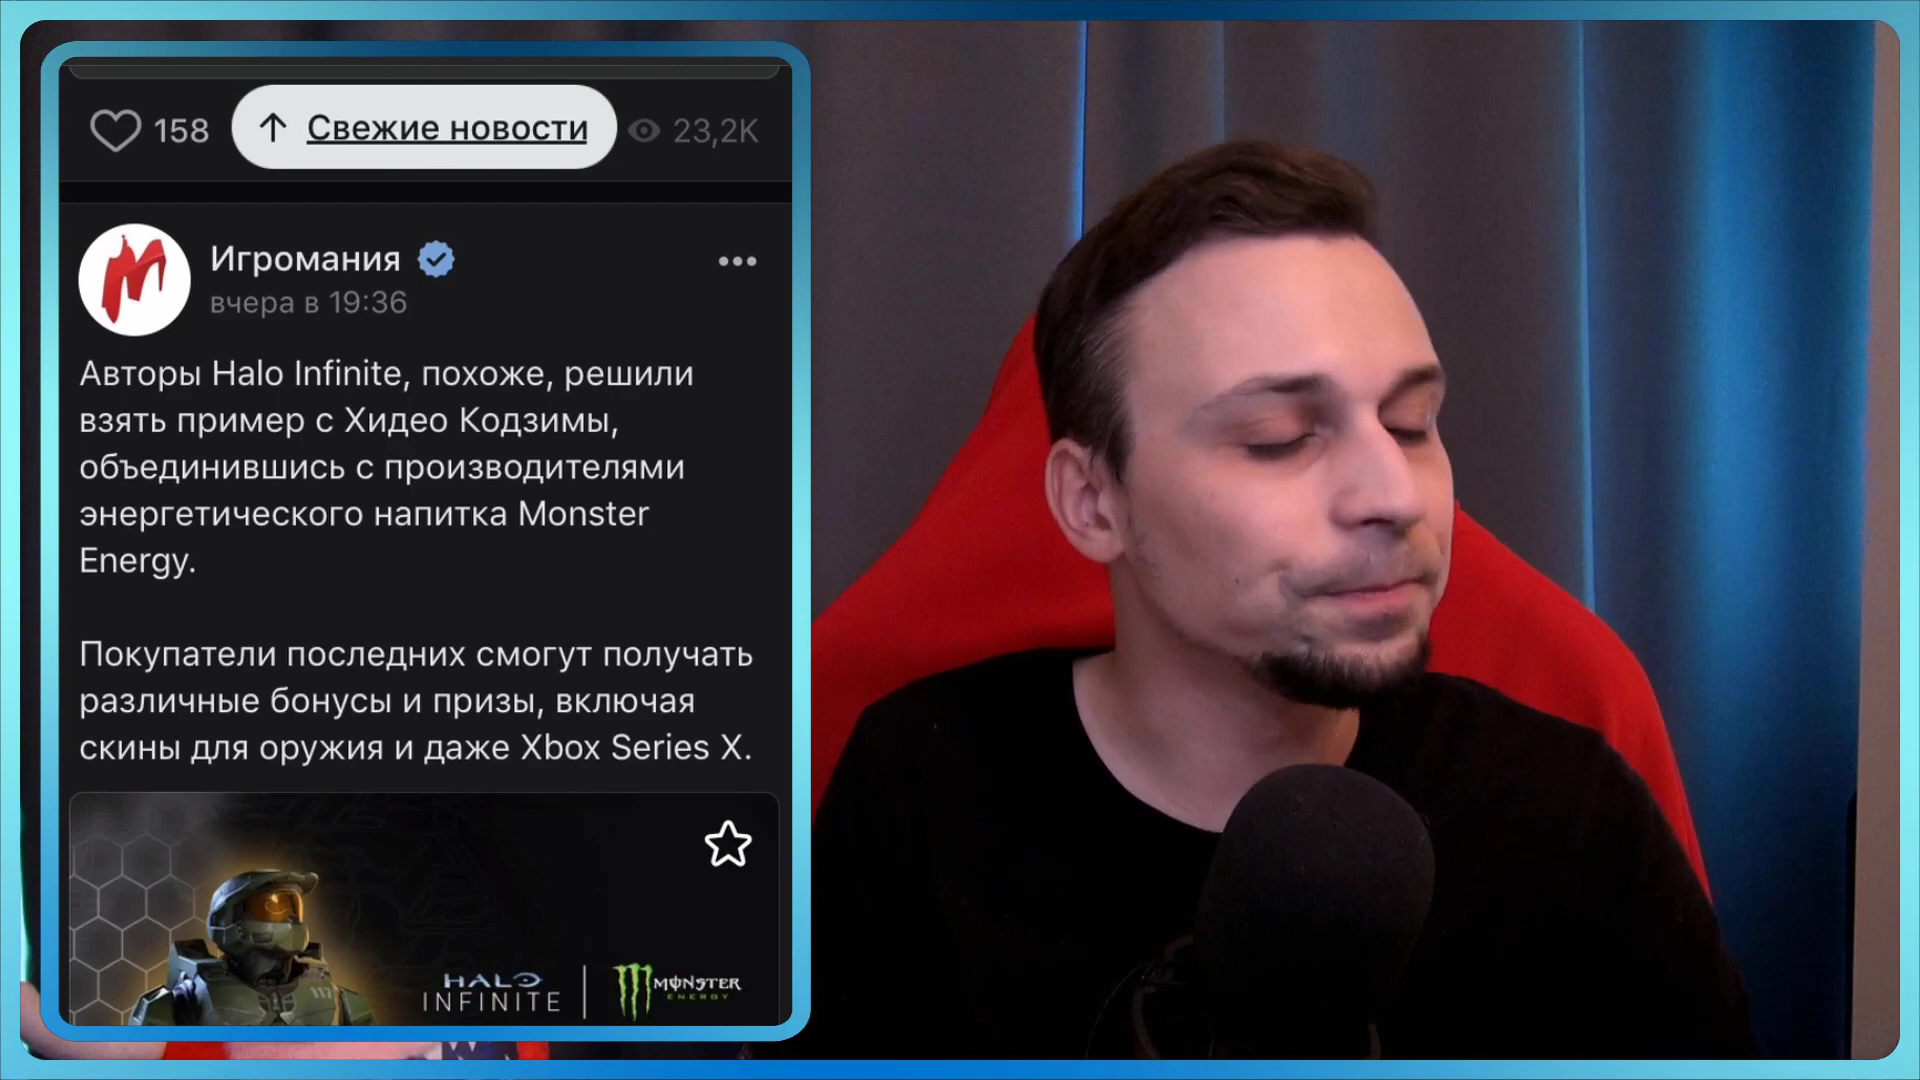 158
Свежие новости
23,2K
Игромания
вчера в 19:36
Авторы Halo Infinite, похоже, решили
взять пример с Хидео Кодзимы,
объединившись с производителями
энергетического напитка Monster
Energy.
Покупатели последних смогут получать
различные бонусы и призы, включая
скины для оружия и даже Xbox Series X.
117
HALO
INFINITE
MONSTER
ENERGY